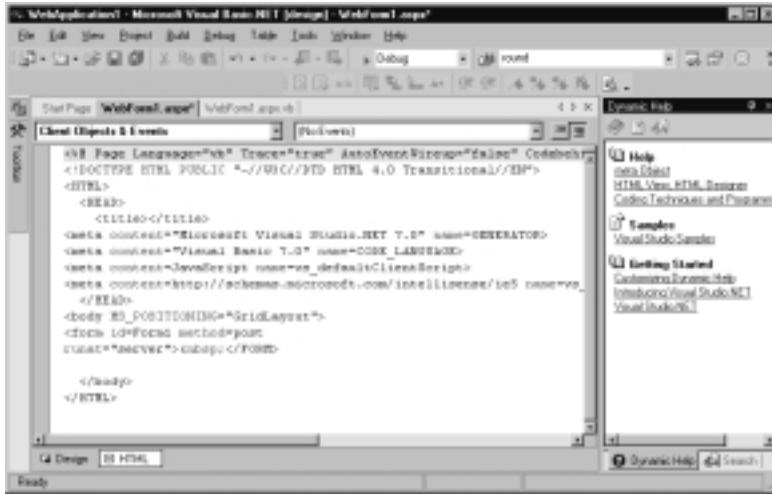 WebApplication1 - Microsoft Visual Basic.NET [design] - WebForm1.aspx*
File Edit View Project Build Debug Table Tools Window Help
Debug
round
Start Page WebForm1.aspx* WebForm1.aspx.vb
Client Objects & Events (No Events)
<%@ Page Language="vb" Trace="true" AutoEventWireup="false" Codebehi
<!DOCTYPE HTML PUBLIC "-//W3C//DTD HTML 4.0 Transitional//EN">
<HTML>
<HEAD>
<title></title>
<meta content="Microsoft Visual Studio.NET 7.0" name=GENERATOR>
<meta content="Visual Basic 7.0" name=CODE_LANGUAGE>
<meta content=JavaScript name=vs_defaultClientScript>
<meta content=http://schemas.microsoft.com/intellisense/ie5 name=vs_
</HEAD>
<body MS_POSITIONING="GridLayout">
<form id=Form1 method=post
runat="server">&nbsp;</FORM>
</body>
</HTML>
Design HTML
Ready
Toolbox
Dynamic Help
Help
meta Object
HTML View, HTML Designer
Coding Techniques and Programm
Samples
Visual Studio Samples
Getting Started
Customizing Dynamic Help
Introducing Visual Studio.NET
Visual Studio.NET
Dynamic Help Search